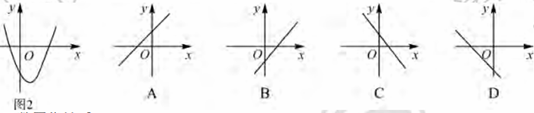 y y y y y
O x O x O x O x O x
图2 A B C D